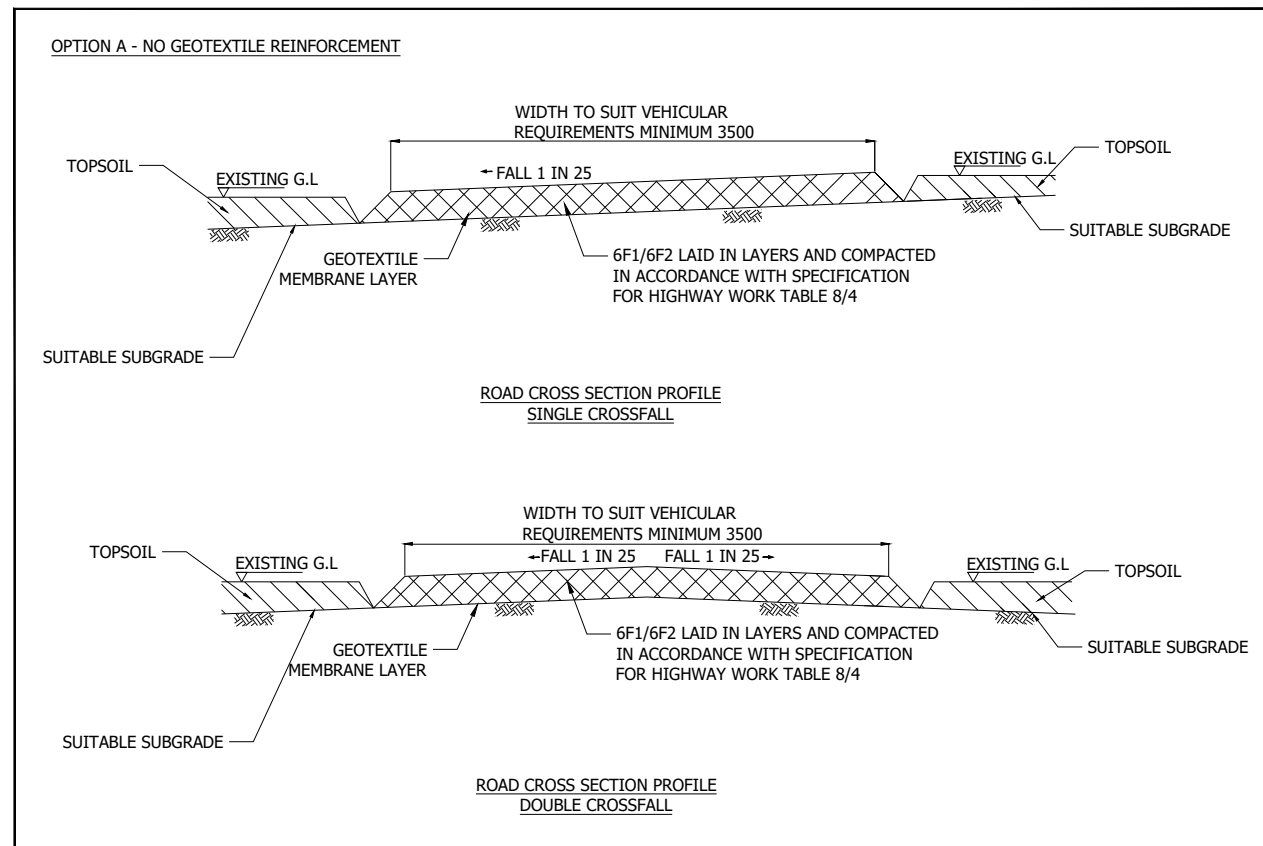 OPTION A - NO GEOTEXTILE REINFORCEMENT
WIDTH TO SUIT VEHICULAR
REQUIREMENTS MINIMUM 3500
TOPSOIL
EXISTING G.L
FALL 1 IN 25
EXISTING G.L
TOPSOIL
SUITABLE SUBGRADE
GEOTEXTILE
MEMBRANE LAYER
6F1/6F2 LAID IN LAYERS AND COMPACTED
IN ACCORDANCE WITH SPECIFICATION
FOR HIGHWAY WORK TABLE 8/4
SUITABLE SUBGRADE
ROAD CROSS SECTION PROFILE
SINGLE CROSSFALL
WIDTH TO SUIT VEHICULAR
REQUIREMENTS MINIMUM 3500
TOPSOIL
EXISTING G.L
FALL 1 IN 25
FALL 1 IN 25
EXISTING G.L
TOPSOIL
GEOTEXTILE
MEMBRANE LAYER
6F1/6F2 LAID IN LAYERS AND COMPACTED
IN ACCORDANCE WITH SPECIFICATION
FOR HIGHWAY WORK TABLE 8/4
SUITABLE SUBGRADE
SUITABLE SUBGRADE
ROAD CROSS SECTION PROFILE
DOUBLE CROSSFALL